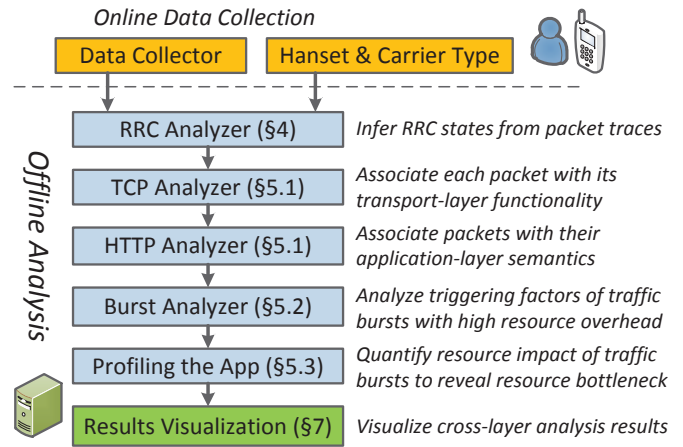 Online Data Collection
Data Collector
Hanset & Carrier Type
Offline Analysis
RRC Analyzer (§4)
Infer RRC states from packet traces
TCP Analyzer (§5.1)
Associate each packet with its
transport-layer functionality
HTTP Analyzer (§5.1)
Associate packets with their
application-layer semantics
Burst Analyzer (§5.2)
Analyze triggering factors of traffic
bursts with high resource overhead
Profiling the App (§5.3)
Quantify resource impact of traffic
bursts to reveal resource bottleneck
Results Visualization (§7)
Visualize cross-layer analysis results